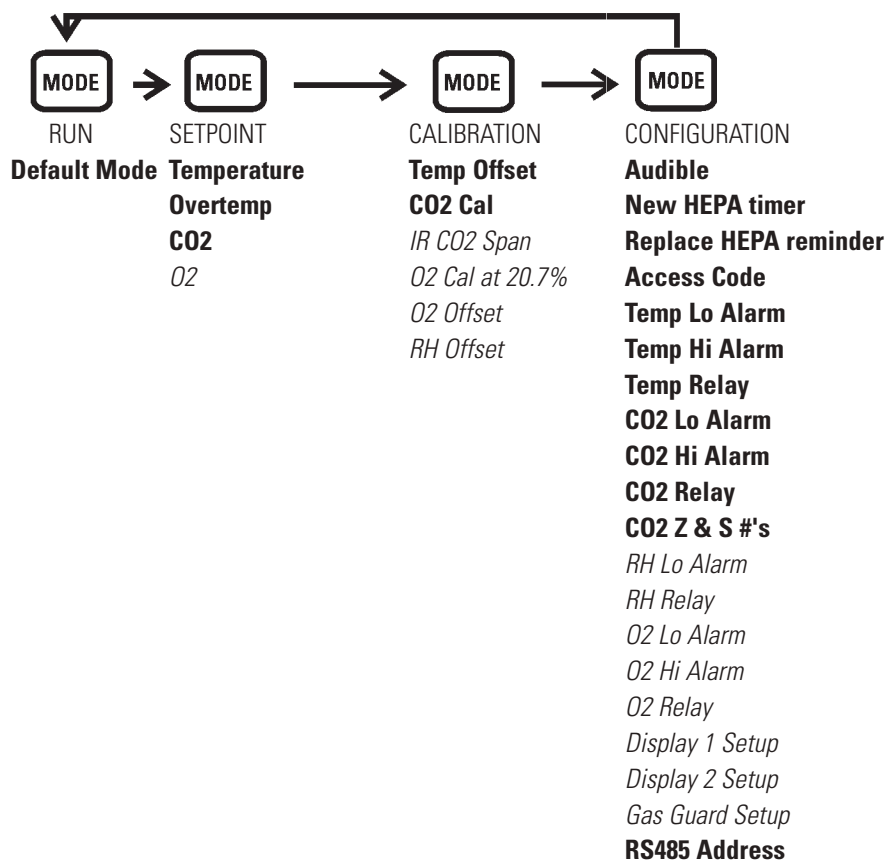 MODE MODE MODE MODE
RUN SETPOINT CALIBRATION CONFIGURATION
Default Mode Temperature Temp Offset Audible
Overtemp CO2 Cal New HEPA timer
CO2 IR CO2 Span Replace HEPA reminder
O2 O2 Cal at 20.7% Access Code
O2 Offset Temp Lo Alarm
RH Offset Temp Hi Alarm
Temp Relay
CO2 Lo Alarm
CO2 Hi Alarm
CO2 Relay
CO2 Z & S #'s
RH Lo Alarm
RH Relay
O2 Lo Alarm
O2 Hi Alarm
O2 Relay
Display 1 Setup
Display 2 Setup
Gas Guard Setup
RS485 Address